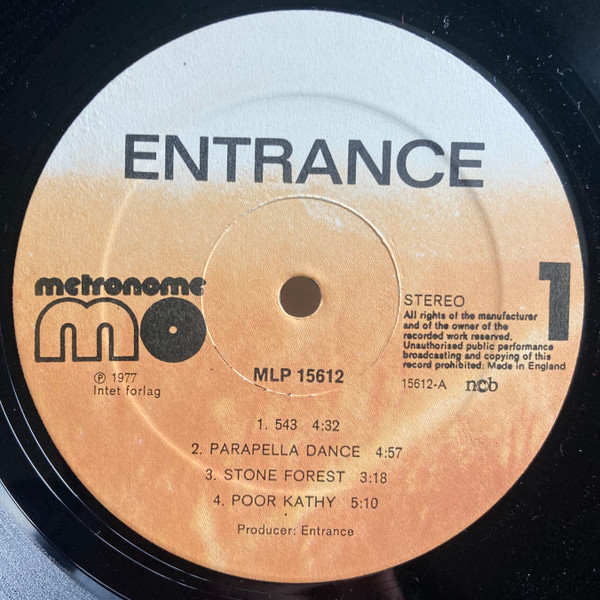 ENTRANCE
metronome
mo
℗ 1977
Intet forlag
MLP 15612
STEREO
1
All rights of the manufacturer
and of the owner of the
recorded work reserved.
Unauthorised public performance
broadcasting and copying of this
record prohibited: Made in England
15612-A ncb
1. 543 4:32
2. PARAPELLA DANCE 4:57
3. STONE FOREST 3:18
4. POOR KATHY 5:10
Producer: Entrance